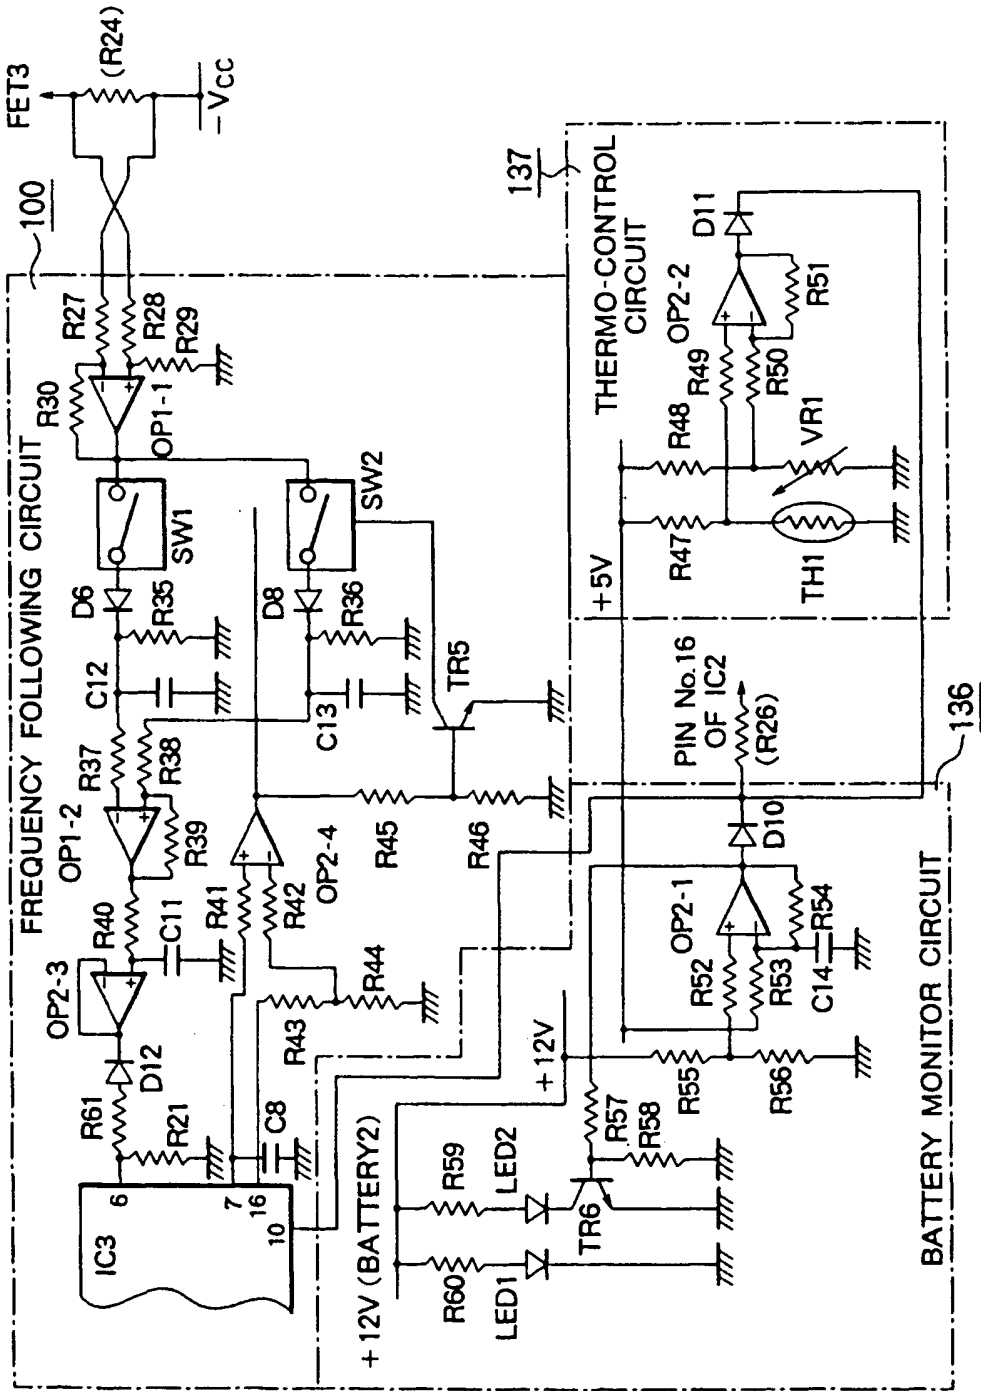 FREQUENCY FOLLOWING CIRCUIT
100
FET3
(R24)
-VCC
R27
R28
R29
R30
OP1-1
-
+
SW1
SW2
D6
D8
R35
R36
C12
C13
R37
R38
OP1-2
-
+
R39
R40
C11
OP2-3
-
+
D12
R61
R21
IC3
6
7
16
10
C8
R41
R42
OP2-4
+
-
R43
R44
R45
R46
TR5
THERMO-CONTROL
CIRCUIT
137
+5V
R47
R48
R49
R50
OP2-2
+
-
R51
D11
TH1
VR1
PIN No.16
OF IC2
(R26)
136
BATTERY MONITOR CIRCUIT
+12V (BATTERY2)
+12V
R59
R60
LED2
LED1
TR6
R57
R58
R55
R56
R52
R53
OP2-1
+
-
R54
C14
D10